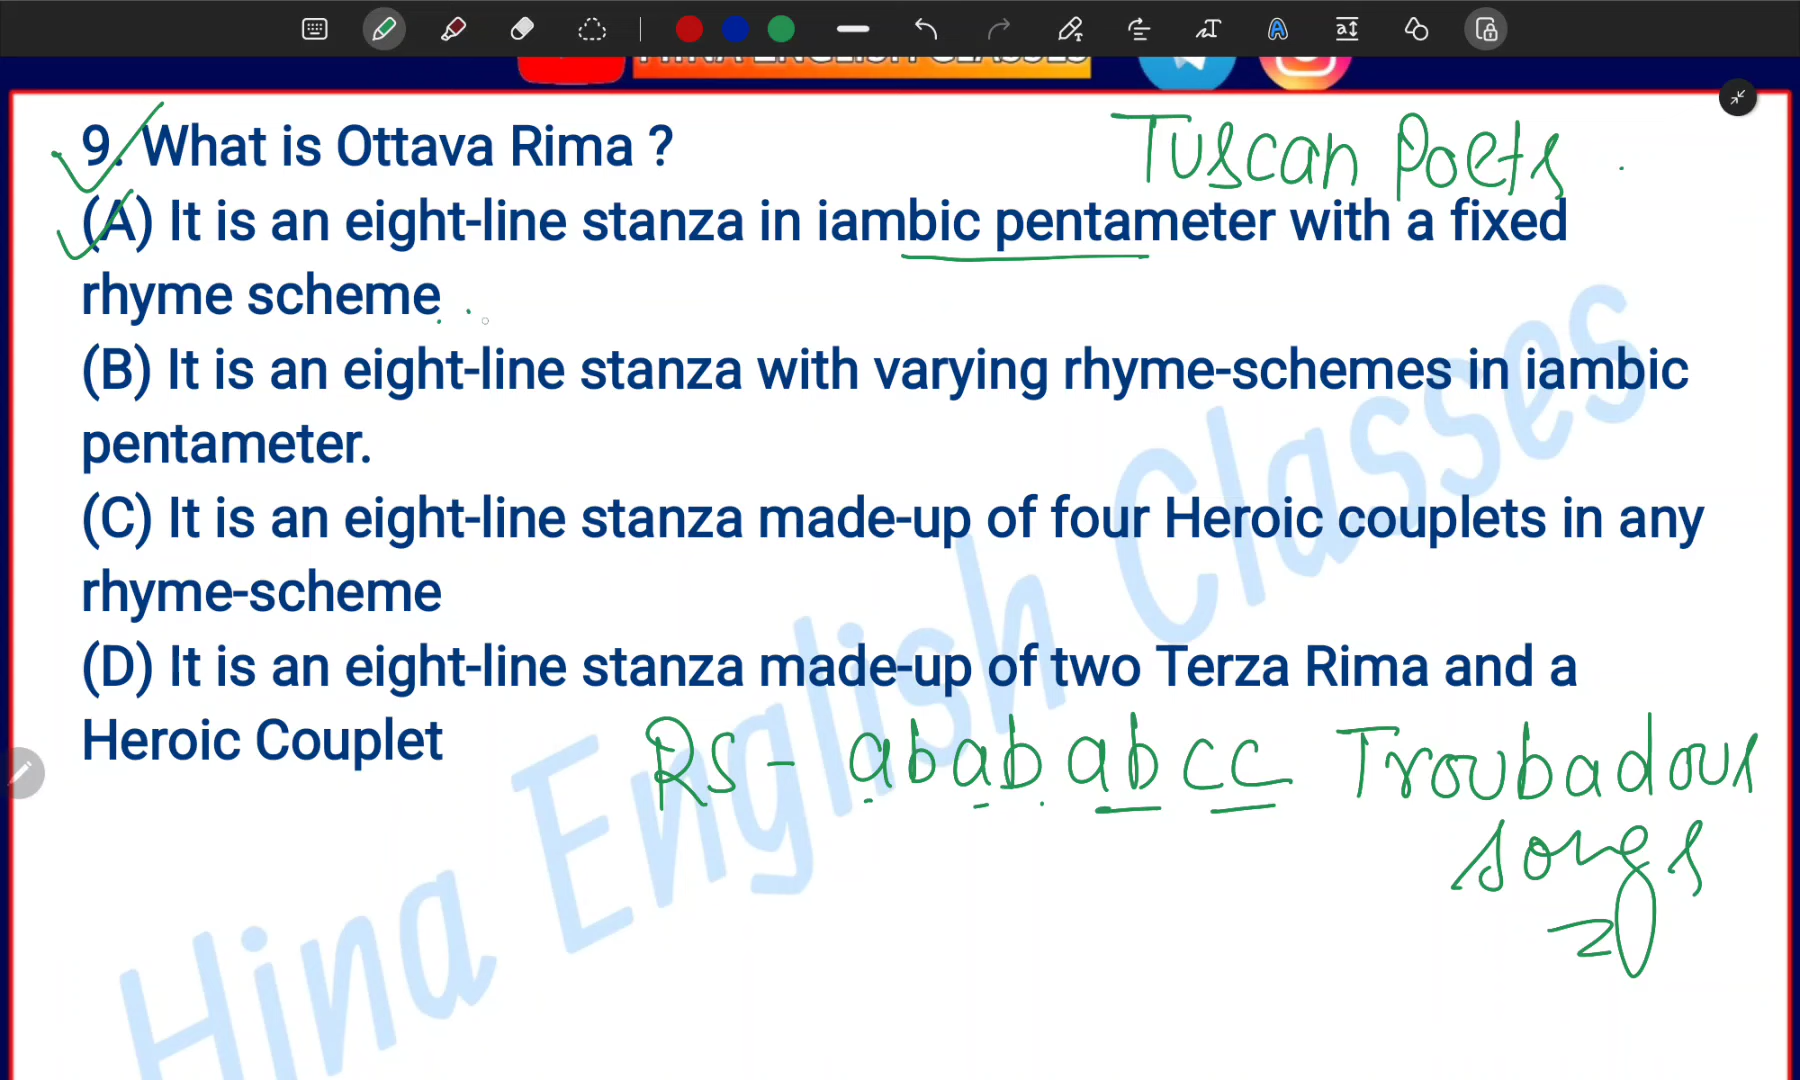 HINA ENGLISH CLASSES
9. What is Ottava Rima ?
Tuscan Poets
(A) It is an eight-line stanza in iambic pentameter with a fixed
rhyme scheme
(B) It is an eight-line stanza with varying rhyme-schemes in iambic
pentameter.
(C) It is an eight-line stanza made-up of four Heroic couplets in any
rhyme-scheme
(D) It is an eight-line stanza made-up of two Terza Rima and a
Heroic Couplet
RS - abababcc Troubadour
songs
Hina English Classes